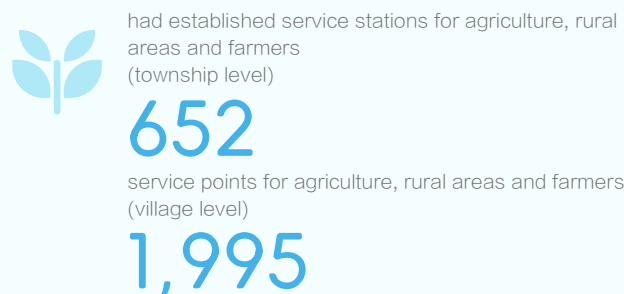 had established service stations for agriculture, rural
areas and farmers
(township level)
652
service points for agriculture, rural areas and farmers
(village level)
1,995